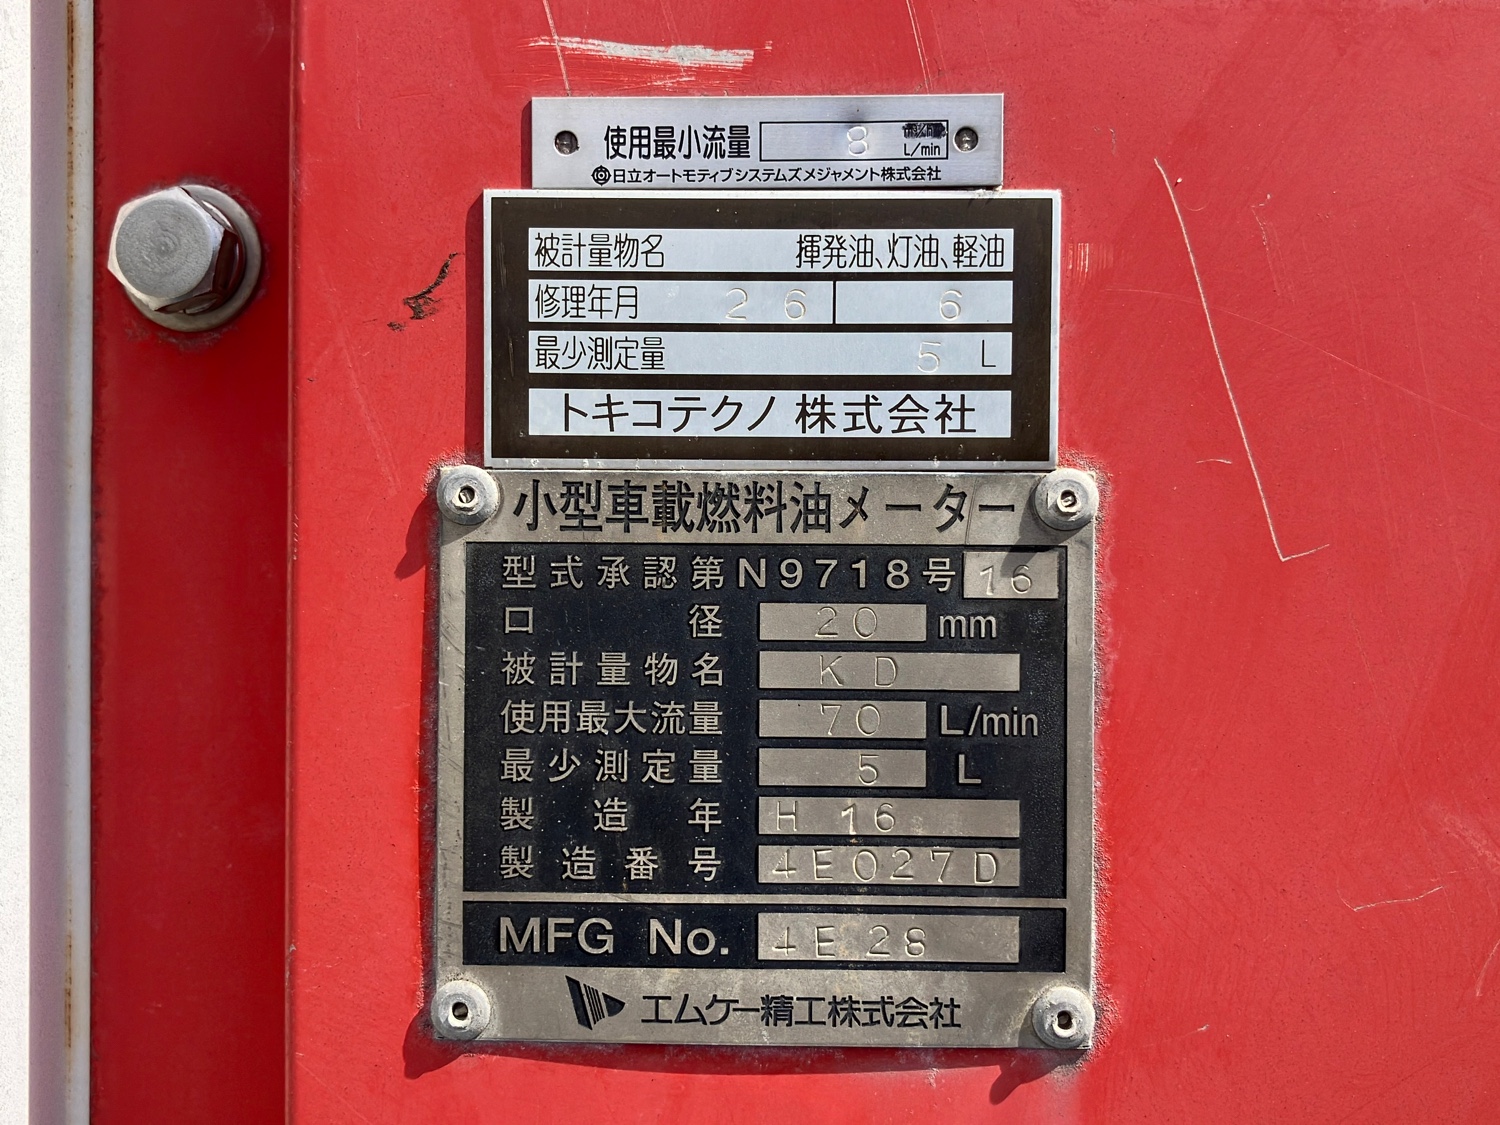 使用最小流量 8 L/min
日立オートモティブシステムズメジャメント株式会社
被計量物名 揮発油、灯油、軽油
修理年月 26 6
最少測定量 5 L
トキコテクノ 株式会社
小型車載燃料油メーター
型式承認第N9718号 16
口径 20 mm
被計量物名 KD
使用最大流量 70 L/min
最少測定量 5 L
製造年 H 16
製造番号 4E027D
MFG No. 4E28
エムケー精工株式会社